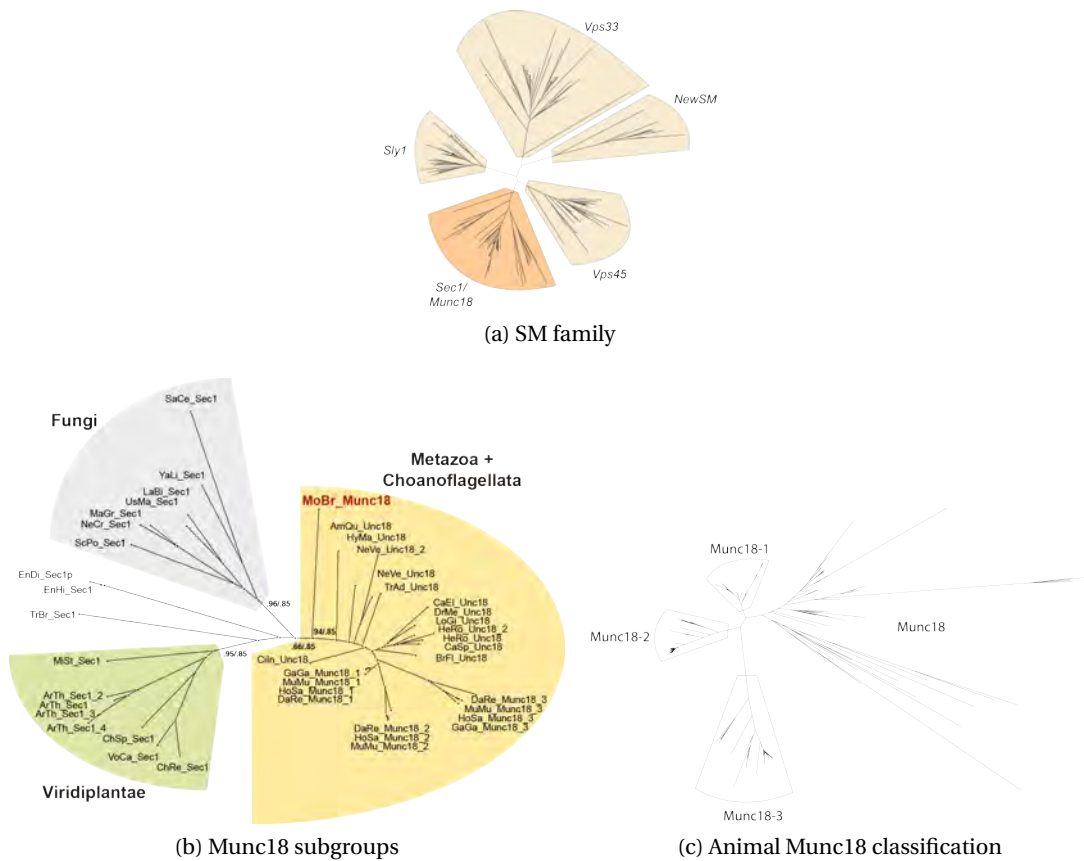 Vps33
NewSM
Sly1
Sec1/
Munc18
Vps45
(a) SM family
Fungi
SaCe_Sec1
YaLi_Sec1
LaBi_Sec1
UsMa_Sec1
MaGr_Sec1
NeCr_Sec1
ScPo_Sec1
EnDi_Sec1p
EnHi_Sec1
TrBr_Sec1
.96/.85
.95/.85
.94/.85
.66/.85
Metazoa +
Choanoflagellata
MoBr_Munc18
AmQu_Unc18
HyMa_Unc18
NeVe_Unc18_2
NeVe_Unc18
TrAd_Unc18
CaEl_Unc18
DrMe_Unc18
LoGi_Unc18
HeRo_Unc18_2
HeRo_Unc18
CaSp_Unc18
BrFl_Unc18
CiIn_Unc18
GaGa_Munc18_1
MuMu_Munc18_1
HoSa_Munc18_1
DaRe_Munc18_1
DaRe_Munc18_3
MuMu_Munc18_3
HoSa_Munc18_3
GaGa_Munc18_3
DaRe_Munc18_2
HoSa_Munc18_2
MuMu_Munc18_2
MiSt_Sec1
ArTh_Sec1_2
ArTh_Sec1
ArTh_Sec1_3
ArTh_Sec1_4
ChSp_Sec1
VoCa_Sec1
ChRe_Sec1
Viridiplantae
(b) Munc18 subgroups
Munc18-1
Munc18-2
Munc18
Munc18-3
(c) Animal Munc18 classification